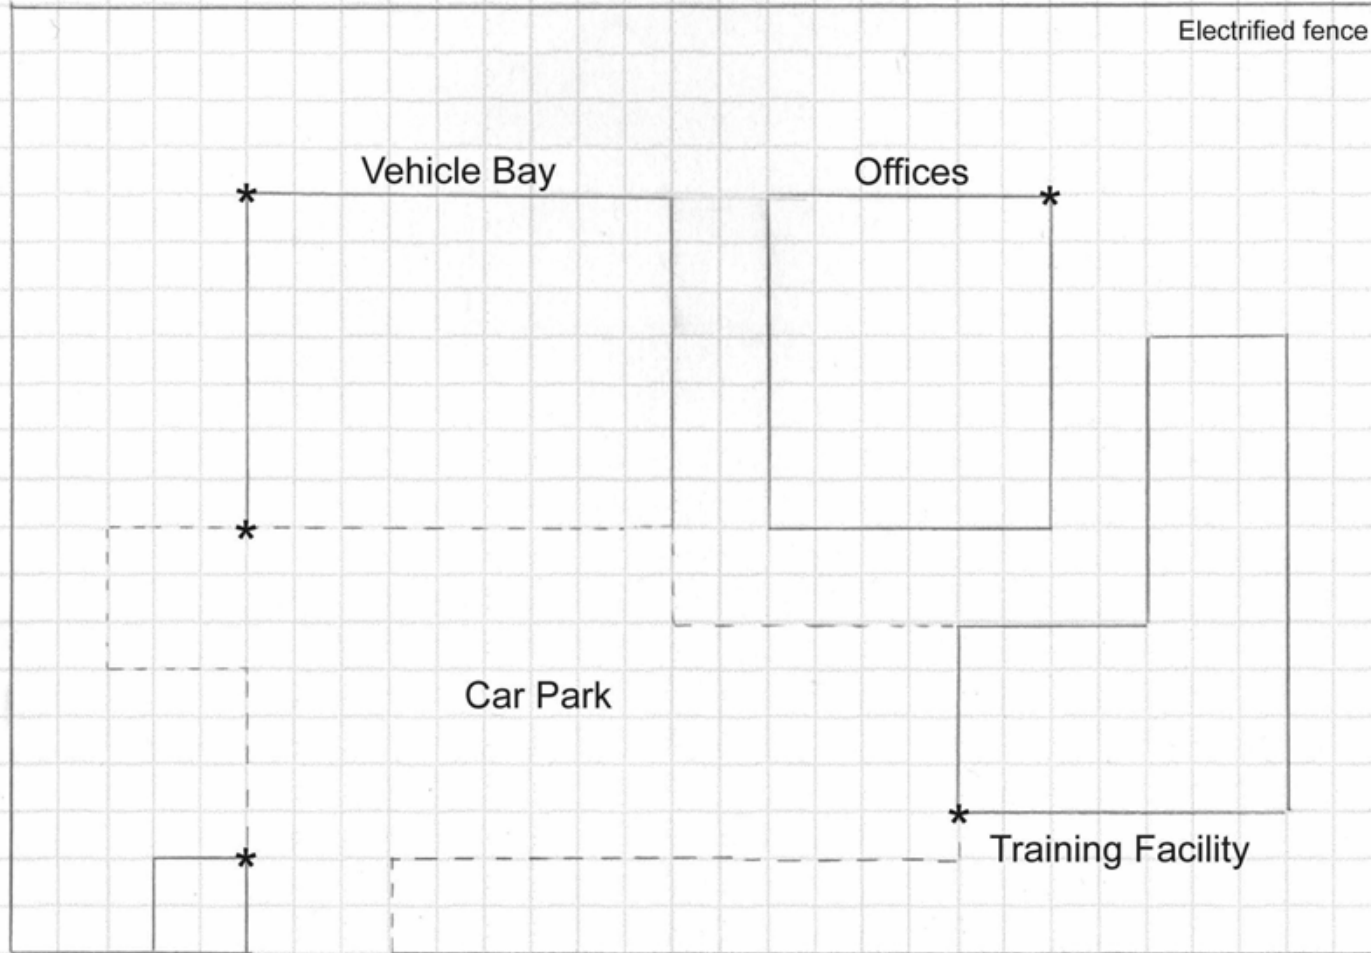 Electrified fence
Vehicle Bay
Offices
Car Park
Training Facility